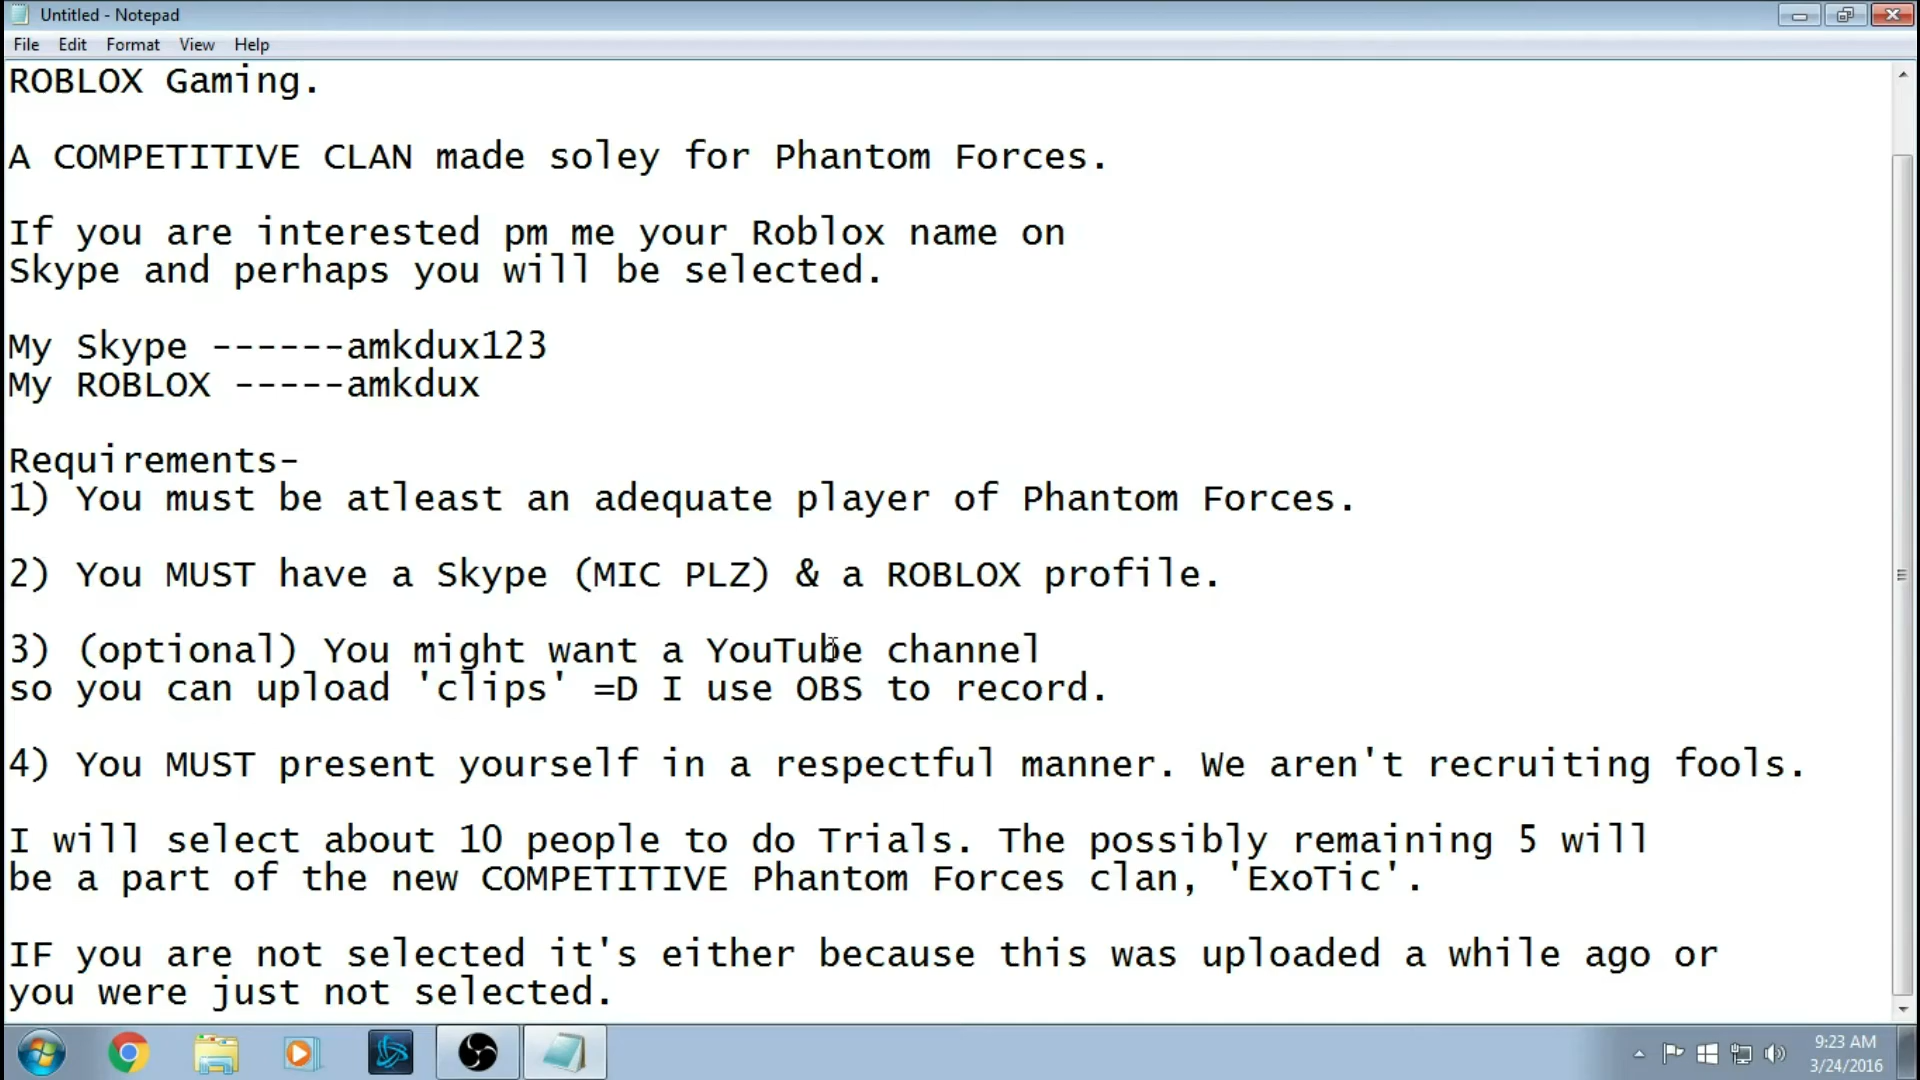 Untitled - Notepad
File Edit Format View Help
ROBLOX Gaming.
A COMPETITIVE CLAN made soley for Phantom Forces.
If you are interested pm me your Roblox name on
Skype and perhaps you will be selected.
My Skype ------amkdux123
My ROBLOX -----amkdux
Requirements-
1) You must be atleast an adequate player of Phantom Forces.
2) You MUST have a Skype (MIC PLZ) & a ROBLOX profile.
3) (optional) You might want a YouTube channel
so you can upload 'clips' =D I use OBS to record.
4) You MUST present yourself in a respectful manner. We aren't recruiting fools.
I will select about 10 people to do Trials. The possibly remaining 5 will
be a part of the new COMPETITIVE Phantom Forces clan, 'ExoTic'.
IF you are not selected it's either because this was uploaded a while ago or
you were just not selected.
9:23 AM
3/24/2016